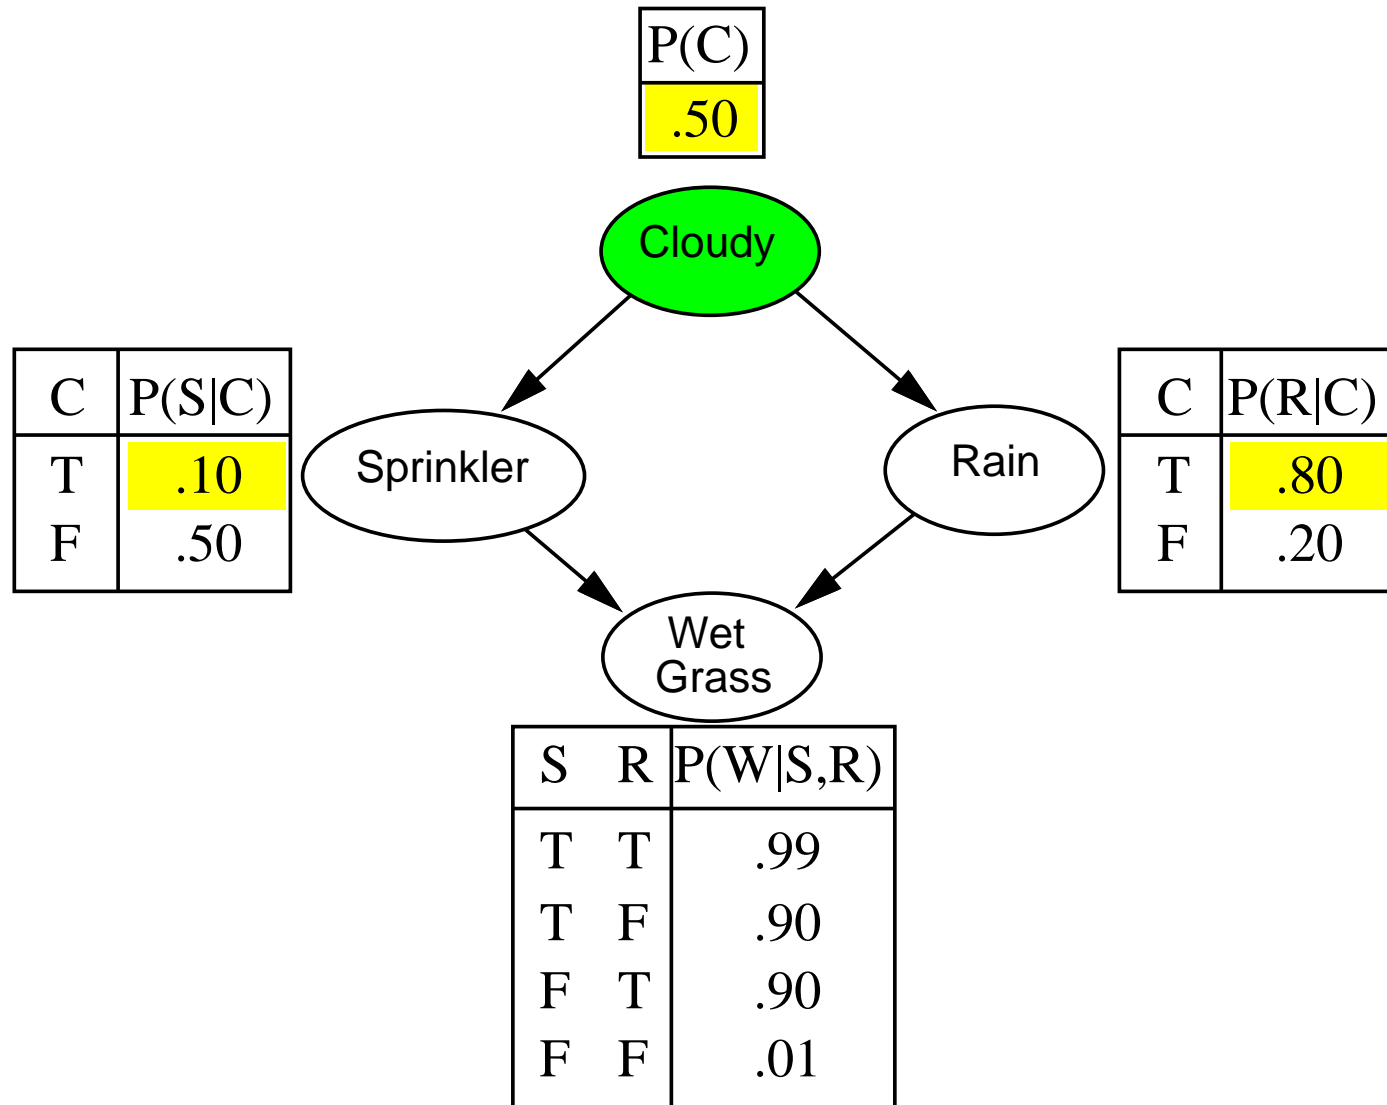 P(C)
.50
Cloudy
C P(S|C)
T .10
F .50
Sprinkler
Rain
C P(R|C)
T .80
F .20
Wet
Grass
S R P(W|S,R)
T T .99
T F .90
F T .90
F F .01